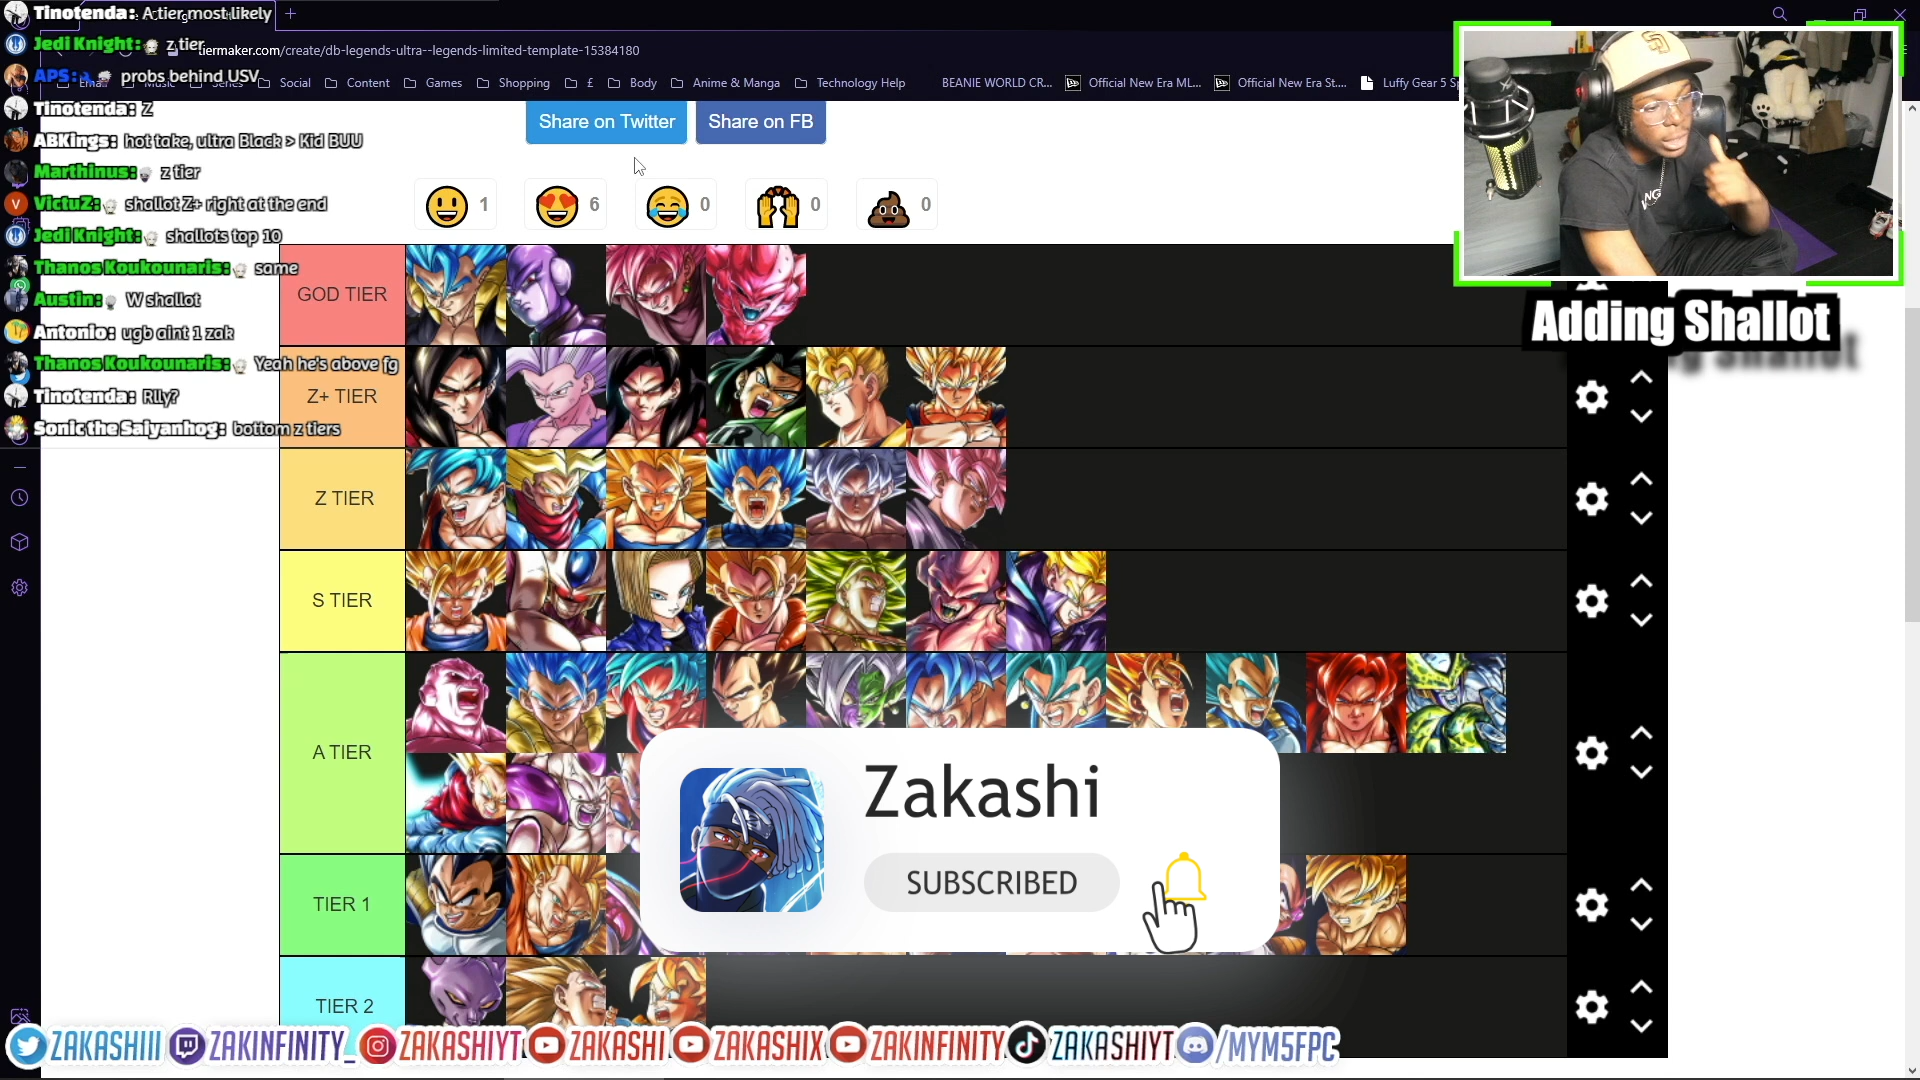 Tinotenda: A tier most likely
Jedi Knight: z tier
tiermaker.com/create/db-legends-ultra--legends-limited-template-15384180
APS: probs behind USV
Social Content Games Shopping £ Body Anime & Manga Technology Help BEANIE WORLD CR... Official New Era ML... Official New Era St.... Luffy Gear 5
Tinotenda: Z
Share on Twitter Share on FB
ABKings: hot take, ultra Black > Kid BUU
Marthinus: z tier
VictuZ: shallot Z+ right at the end
1 6 0 0 0
Jedi Knight: shallots top 10
Thanos Koukounaris: same
Austin: W shallot
Antonio: ugb aint 1 zak
Thanos Koukounaris: Yeah he's above fg
Tinotenda: Rlly?
Sonic the Saiyanhog: bottom z tiers
Adding Shallot
GOD TIER
Z+ TIER
Z TIER
S TIER
A TIER
TIER 1
TIER 2
Zakashi
SUBSCRIBED
ZAKASHIII ZAKINFINITY_ ZAKASHIYT ZAKASHI ZAKASHIX ZAKINFINITY ZAKASHIYT /MYM5FPC